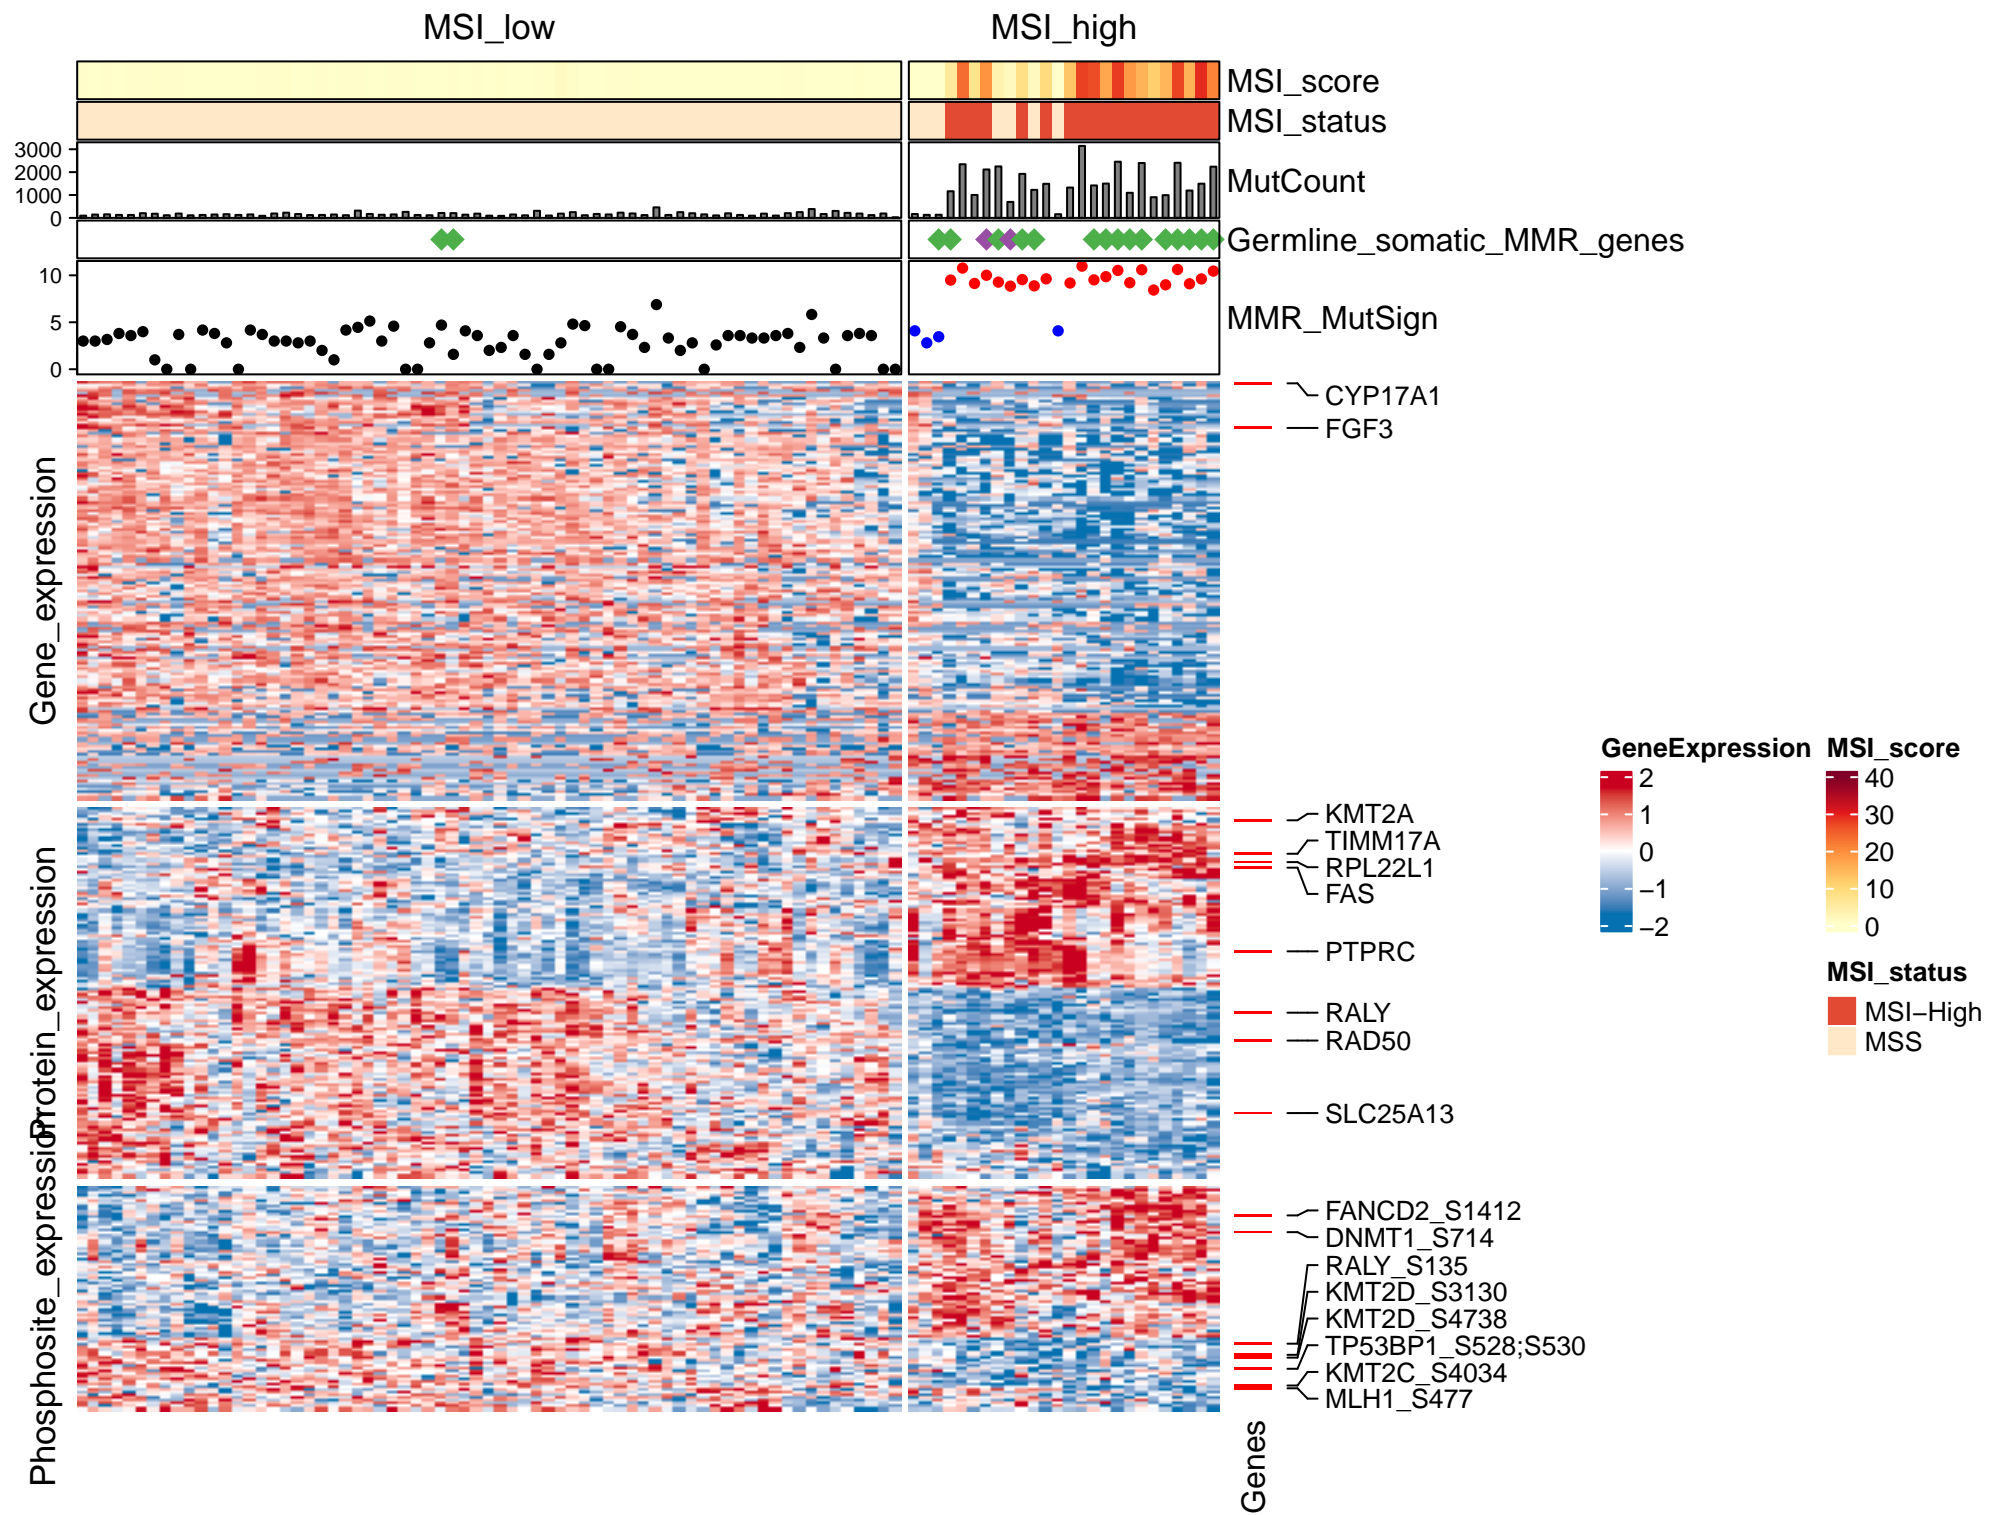 MSI_low
MSI_high
MSI_score
MSI_status
3000
2000
1000
0
MutCount
Germline_somatic_MMR_genes
10
5
0
MMR_MutSign
Gene_expression
CYP17A1
FGF3
Protein_expression
KMT2A
TIMM17A
RPL22L1
FAS
PTPRC
RALY
RAD50
SLC25A13
Phosphosite_expression
FANCD2_S1412
DNMT1_S714
RALY_S135
KMT2D_S3130
KMT2D_S4738
TP53BP1_S528;S530
KMT2C_S4034
MLH1_S477
Genes
GeneExpression
2
1
0
−1
−2
MSI_score
40
30
20
10
0
MSI_status
MSI−High
MSS